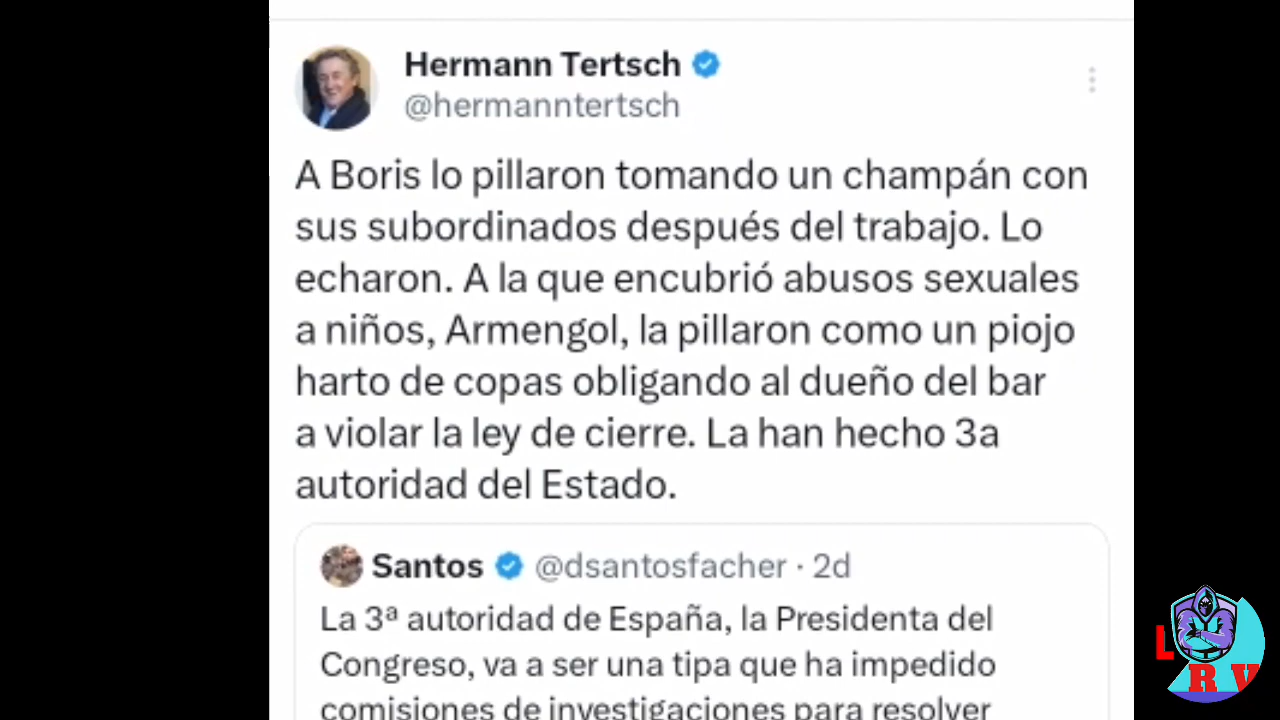 Hermann Tertsch
@hermanntertsch
A Boris lo pillaron tomando un champán con
sus subordinados después del trabajo. Lo
echaron. A la que encubrió abusos sexuales
a niños, Armengol, la pillaron como un piojo
harto de copas obligando al dueño del bar
a violar la ley de cierre. La han hecho 3a
autoridad del Estado.
Santos @dsantosfacher · 2d
La 3ª autoridad de España, la Presidenta del
Congreso, va a ser una tipa que ha impedido
comisiones de investigaciones para resolver
L R V